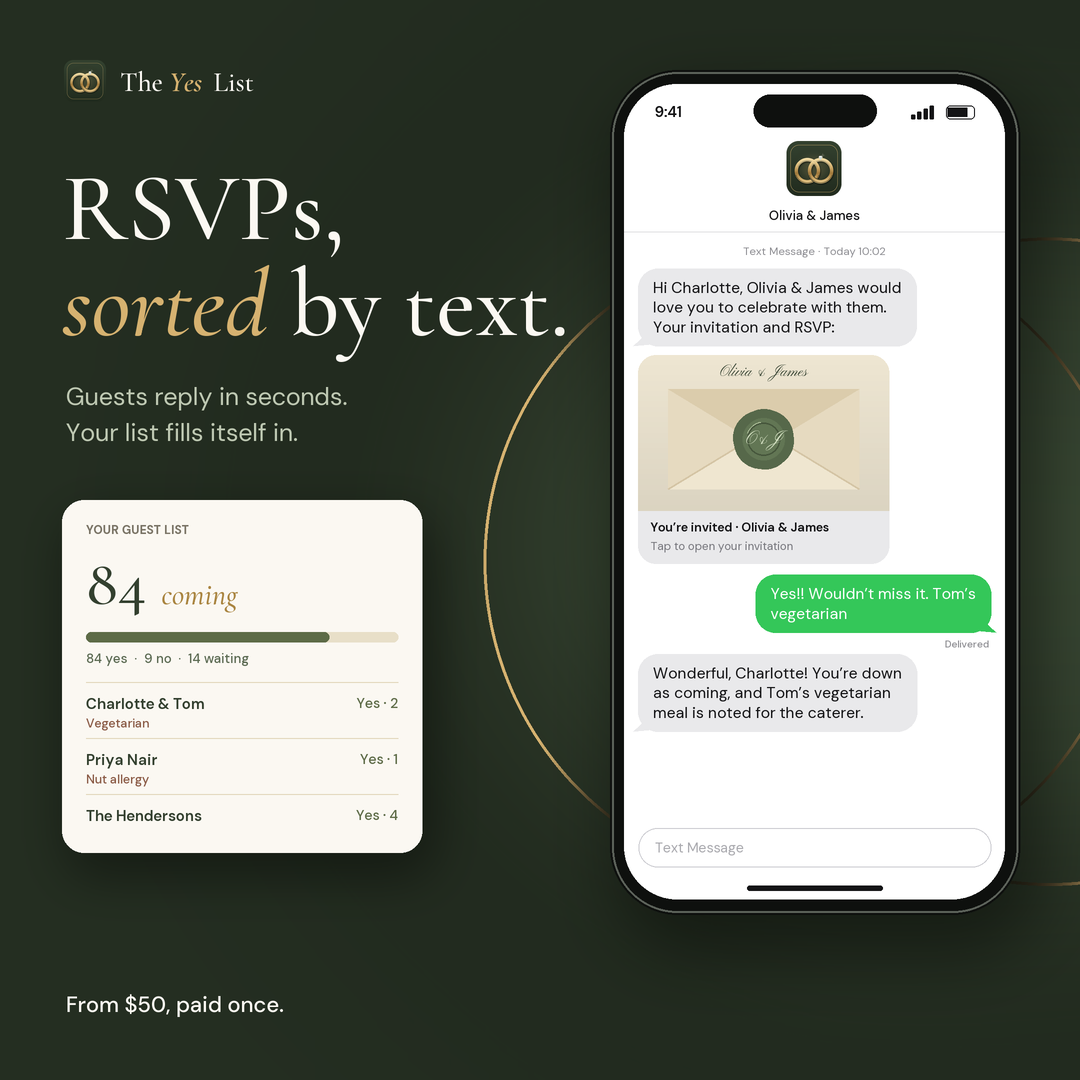 The Yes List
RSVPs,
sorted by text.
Guests reply in seconds.
Your list fills itself in.
YOUR GUEST LIST
84 coming
84 yes · 9 no · 14 waiting
Charlotte & Tom
Yes · 2
Vegetarian
Priya Nair
Yes · 1
Nut allergy
The Hendersons
Yes · 4
From $50, paid once.
9:41
Olivia & James
Text Message · Today 10:02
Hi Charlotte, Olivia & James would
love you to celebrate with them.
Your invitation and RSVP:
Olivia & James
O & J
You’re invited · Olivia & James
Tap to open your invitation
Yes!! Wouldn’t miss it. Tom’s
vegetarian
Delivered
Wonderful, Charlotte! You’re down
as coming, and Tom’s vegetarian
meal is noted for the caterer.
Text Message